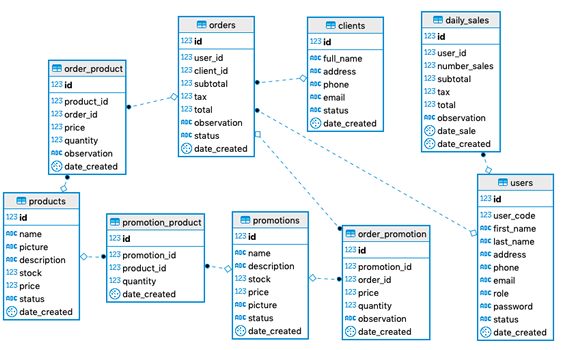 orders
123 id
123 user_id
123 client_id
123 subtotal
123 tax
123 total
ABC observation
ABC status
date_created
clients
123 id
ABC full_name
ABC address
ABC phone
ABC email
ABC status
date_created
daily_sales
123 id
123 user_id
123 number_sales
123 subtotal
123 tax
123 total
ABC observation
date_sale
date_created
order_product
123 id
123 product_id
123 order_id
123 price
123 quantity
ABC observation
date_created
products
123 id
ABC name
ABC picture
ABC description
123 stock
123 price
ABC status
date_created
promotion_product
123 id
123 promotion_id
123 product_id
123 quantity
date_created
promotions
123 id
ABC name
ABC description
123 stock
123 price
ABC picture
ABC status
date_created
order_promotion
123 id
123 promotion_id
123 order_id
123 price
123 quantity
ABC observation
date_created
users
123 id
123 user_code
ABC first_name
ABC last_name
ABC address
ABC phone
ABC email
ABC role
ABC password
ABC status
date_created